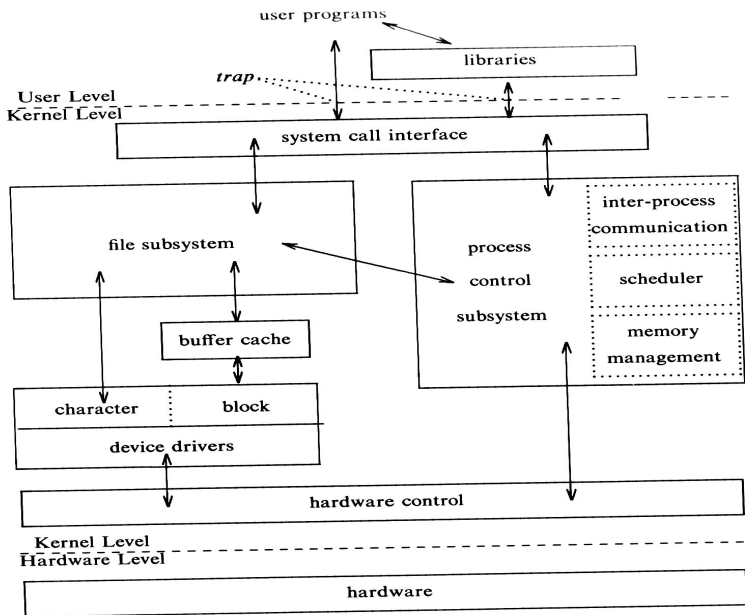 user programs
libraries
trap
User Level
Kernel Level
system call interface
file subsystem
inter-process
communication
process
control
subsystem
scheduler
memory
management
buffer cache
character
block
device drivers
hardware control
Kernel Level
Hardware Level
hardware